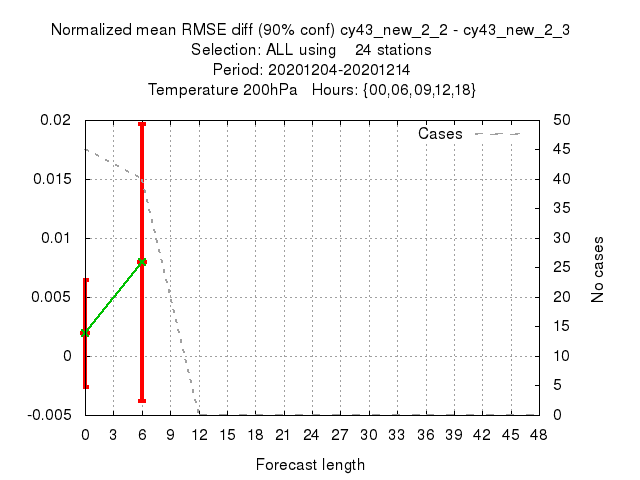 Normalized mean RMSE diff (90% conf) cy43_new_2_2 - cy43_new_2_3
Selection: ALL using 24 stations
Period: 20201204-20201214
Temperature 200hPa Hours: {00,06,09,12,18}
Cases
0.02
0.015
0.01
0.005
0
-0.005
50
45
40
35
30
25
20
15
10
5
0
No cases
0 3 6 9 12 15 18 21 24 27 30 33 36 39 42 45 48
Forecast length